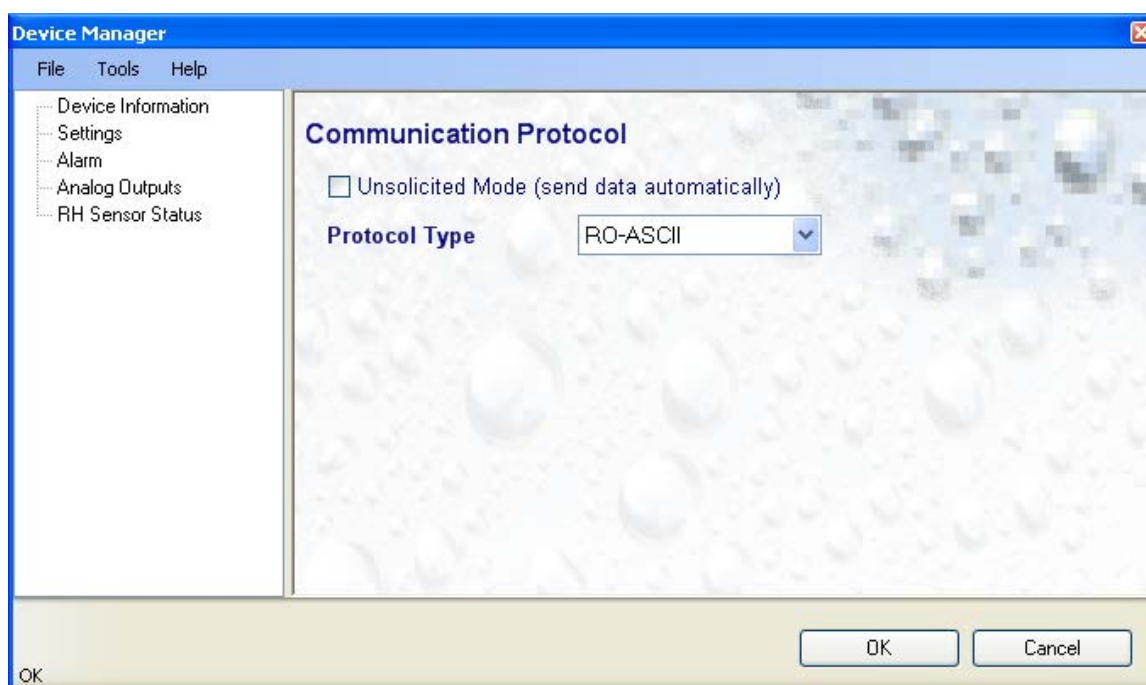 Device Manager
File Tools Help
Device Information
Settings
Alarm
Analog Outputs
RH Sensor Status
Communication Protocol
Unsolicited Mode (send data automatically)
Protocol Type RO-ASCII
OK Cancel
OK